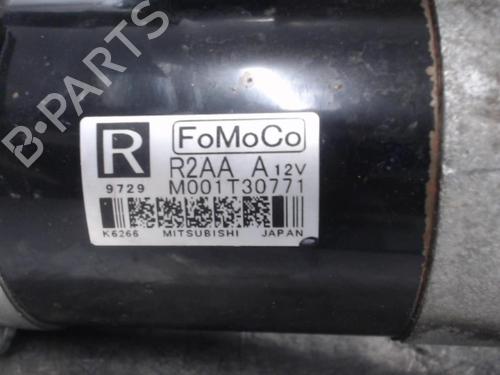 B-PARTS
R FoMoCo
R2AA A 12V
9729 M001T30771
K6266 MITSUBISHI JAPAN